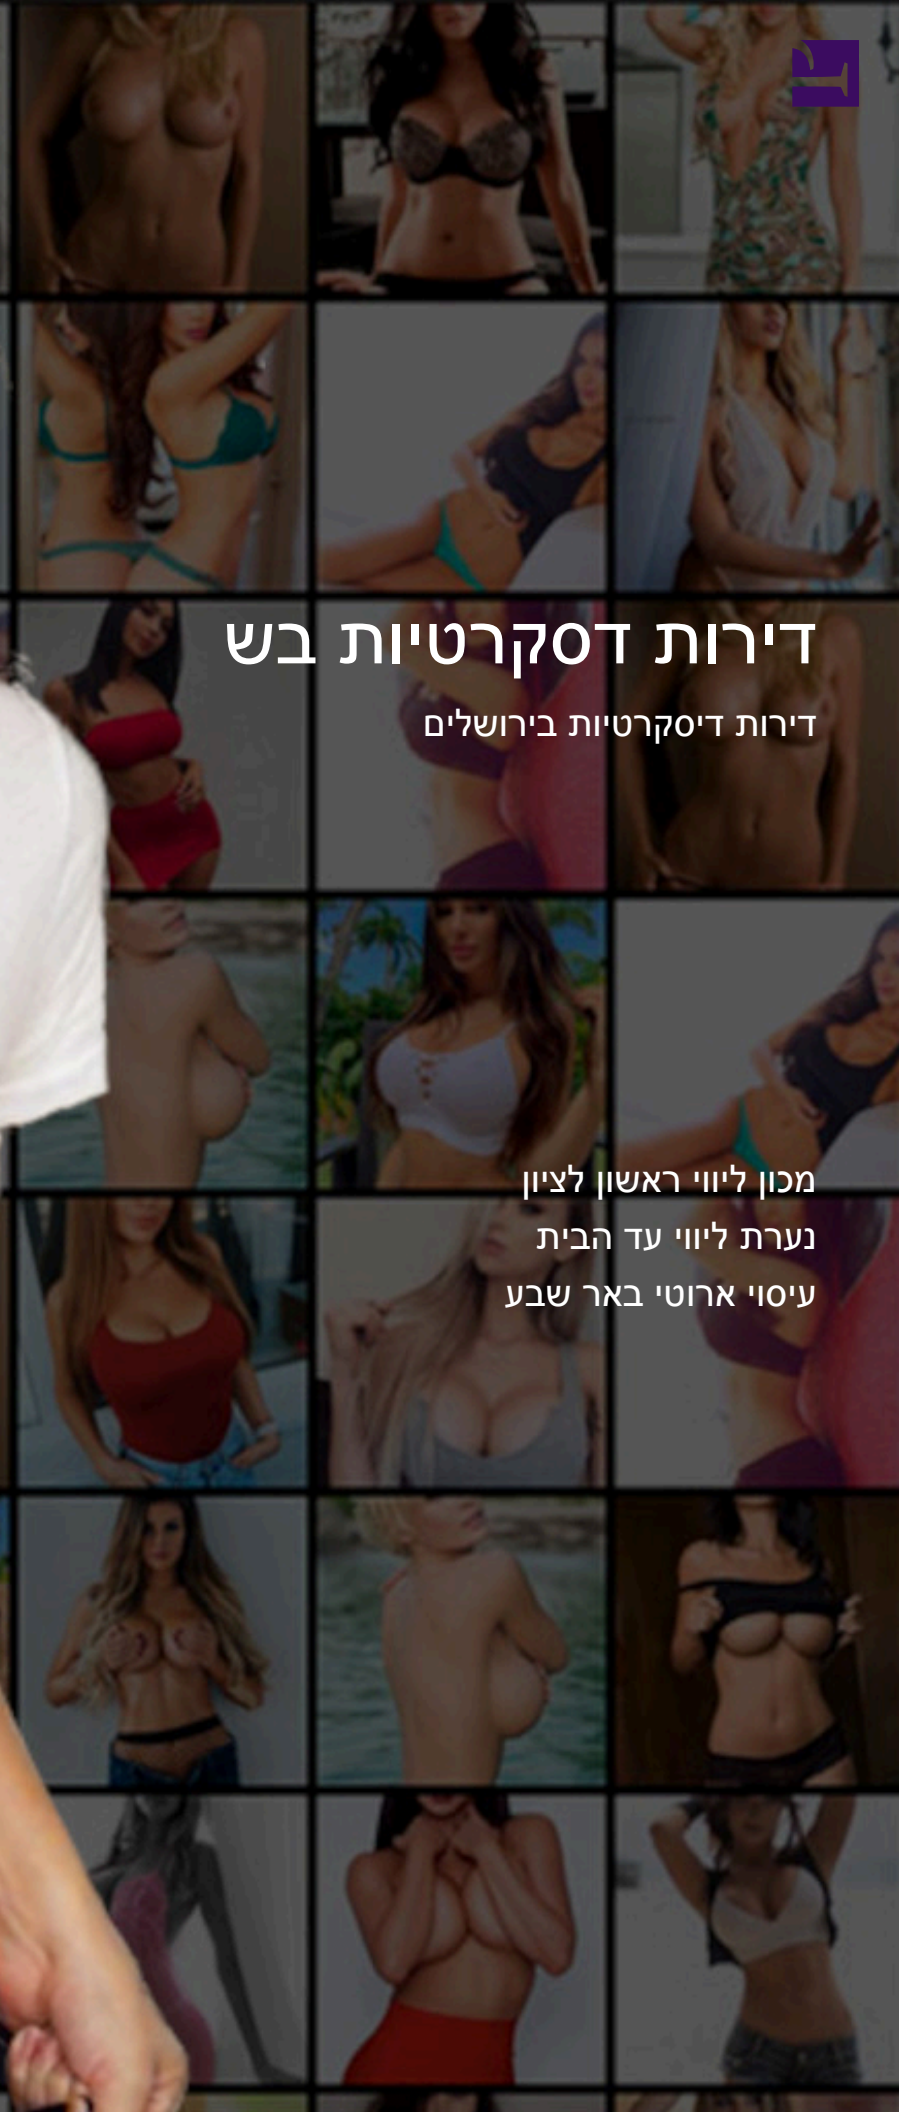 דירות דסקרטיות בש
דירות דיסקרטיות בירושלים
מכון ליווי ראשון לציון
נערת ליווי עד הבית
עיסוי ארוטי באר שבע